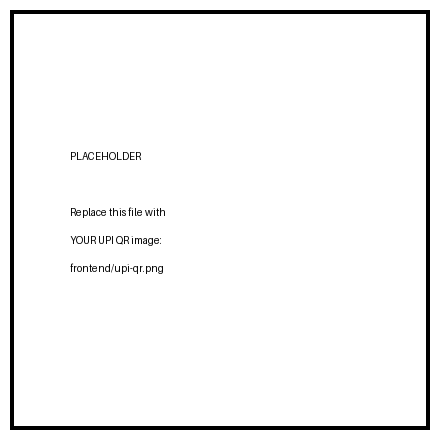 PLACEHOLDER
Replace this file with
YOUR UPI QR image:
frontend/upi-qr.png